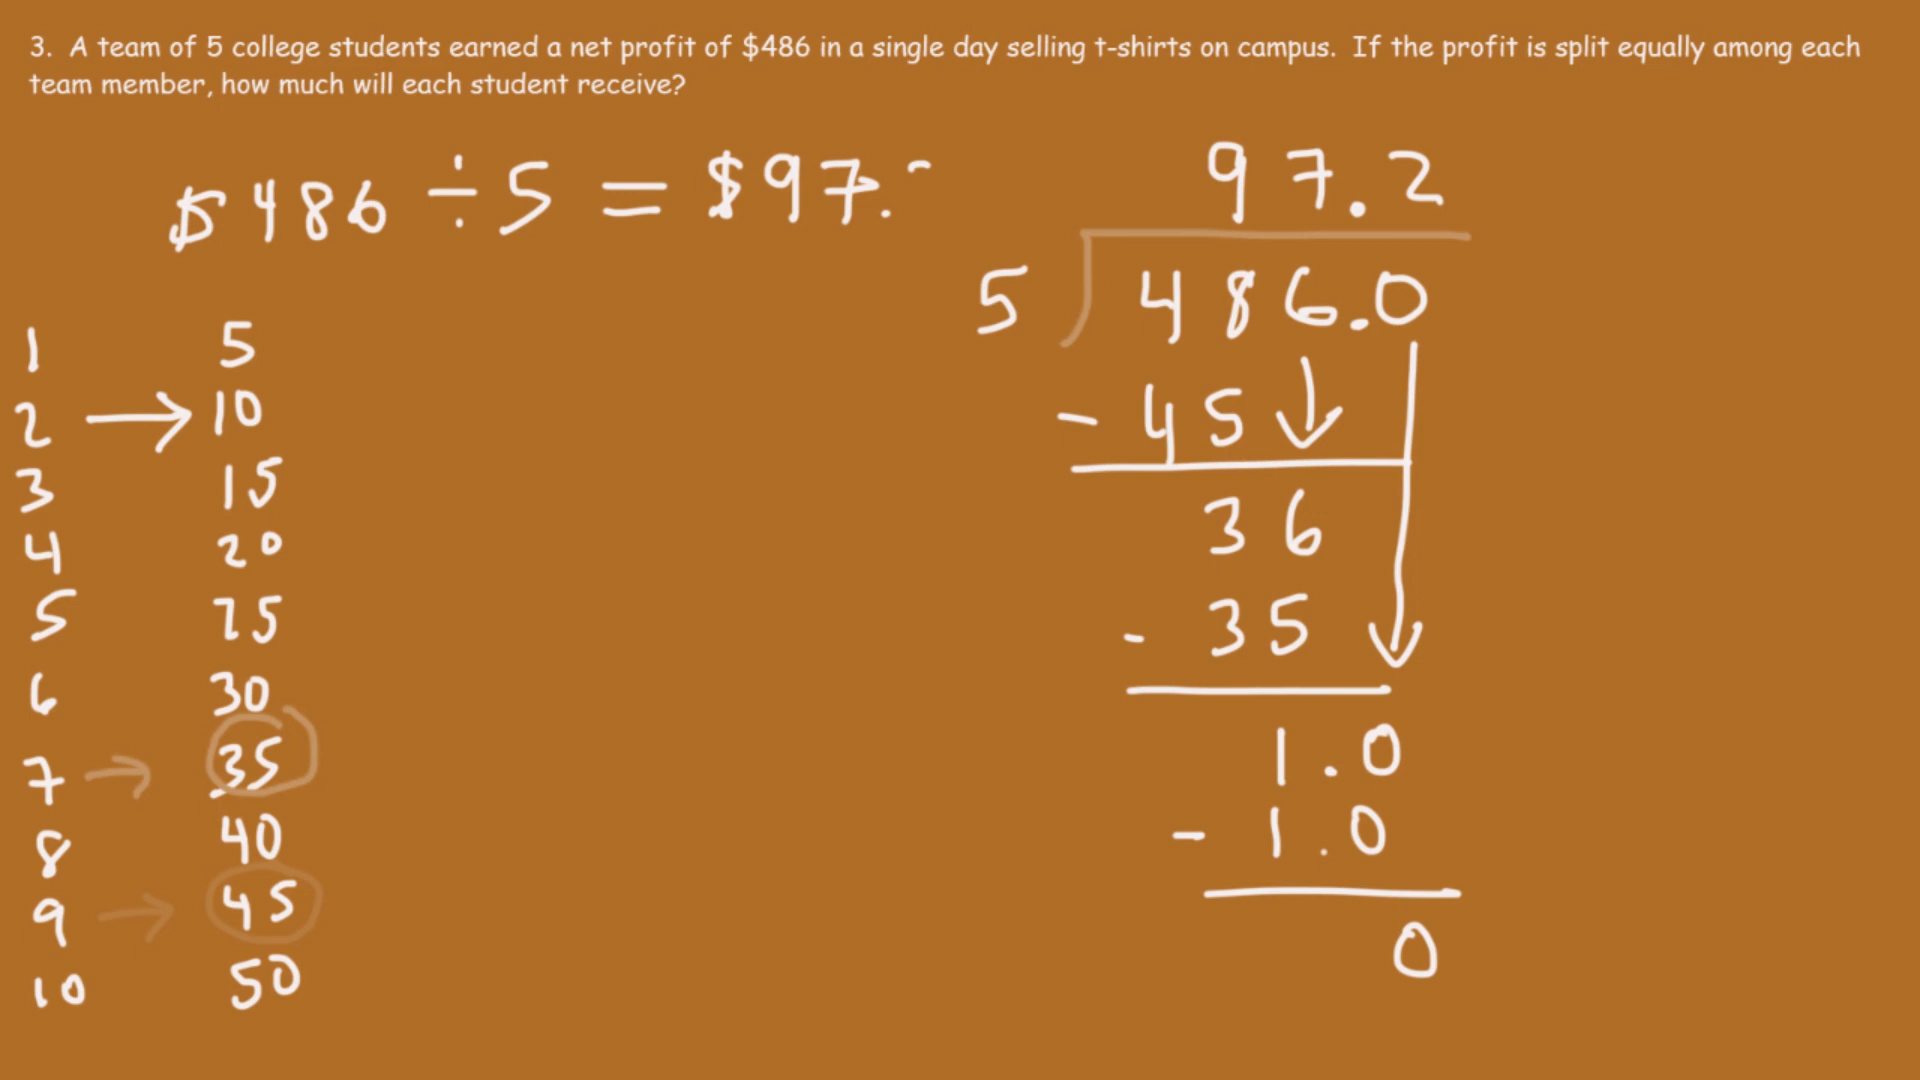 3. A team of 5 college students earned a net profit of $486 in a single day selling t-shirts on campus. If the profit is split equally among each
team member, how much will each student receive?
$486 ÷ 5 = $97.
1 5
2 → 10
3 15
4 20
5 25
6 30
7 → 35
8 40
9 → 45
10 50
97.2
5 486.0
- 45
36
- 35
1.0
- 1.0
0